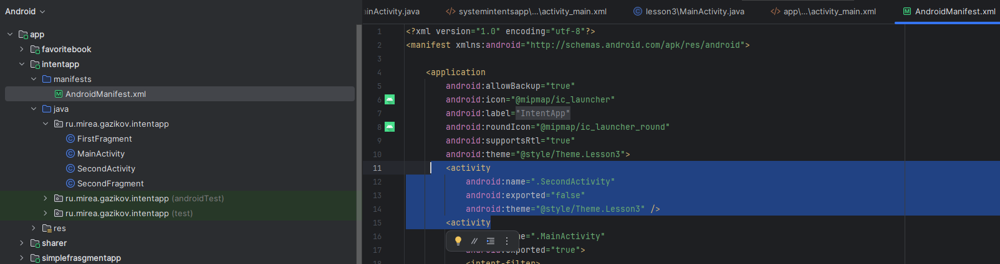 Android
app
favoritebook
intentapp
manifests
AndroidManifest.xml
java
ru.mirea.gazikov.intentapp
FirstFragment
MainActivity
SecondActivity
SecondFragment
ru.mirea.gazikov.intentapp (androidTest)
ru.mirea.gazikov.intentapp (test)
res
sharer
simplefrasgmentapp
ainActivity.java
systemintentsapp\...\activity_main.xml
lesson3\MainActivity.java
app\...\activity_main.xml
AndroidManifest.xml
1 <?xml version="1.0" encoding="utf-8"?>
2 <manifest xmlns:android="http://schemas.android.com/apk/res/android">
3
4 <application
5 android:allowBackup="true"
6 android:icon="@mipmap/ic_launcher"
7 android:label="IntentApp"
8 android:roundIcon="@mipmap/ic_launcher_round"
9 android:supportsRtl="true"
10 android:theme="@style/Theme.Lesson3">
11 <activity
12 android:name=".SecondActivity"
13 android:exported="false"
14 android:theme="@style/Theme.Lesson3" />
15 <activity
16 me=".MainActivity"
17 android:exported="true">
18 <intent-filter>